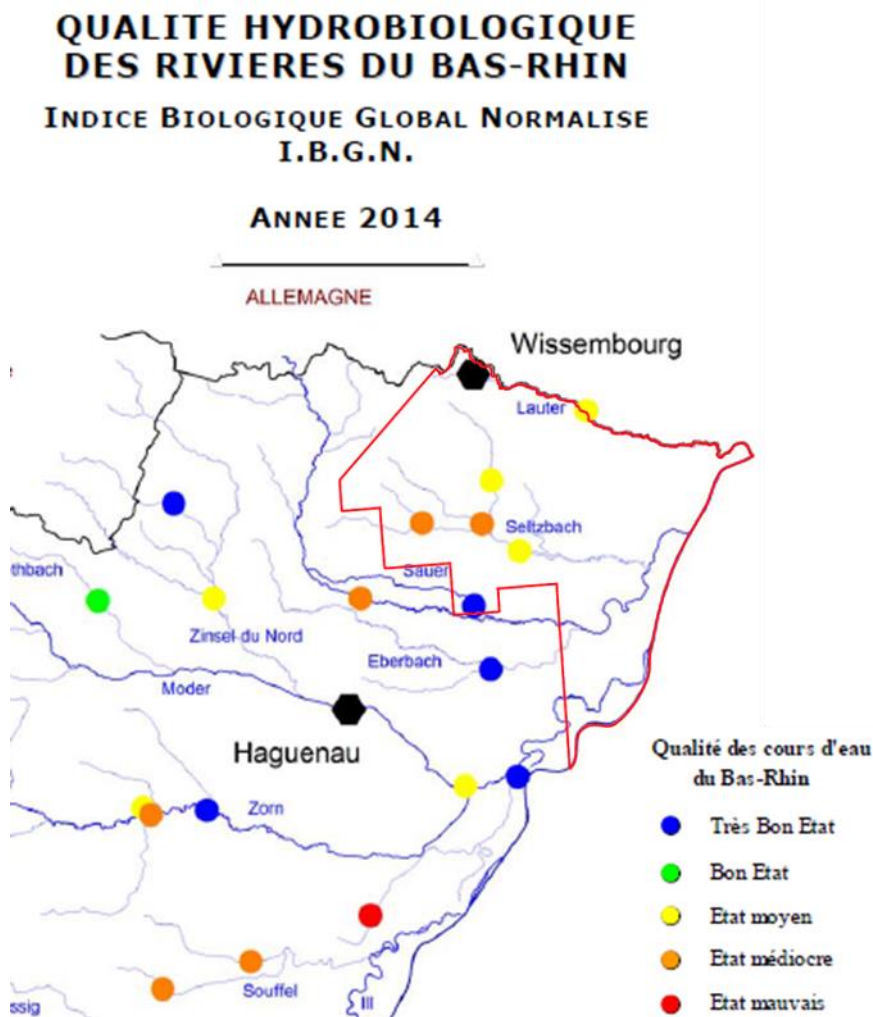 QUALITE HYDROBIOLOGIQUE
DES RIVIERES DU BAS-RHIN
INDICE BIOLOGIQUE GLOBAL NORMALISE
I.B.G.N.
ANNEE 2014
ALLEMAGNE
Wissembourg
Lauter
Seltzbach
Sauer
thbach
Zinsel du Nord
Eberbach
Moder
Haguenau
Zorn
Souffel
Ill
ssig
Qualité des cours d'eau
du Bas-Rhin
Très Bon Etat
Bon Etat
Etat moyen
Etat médiocre
Etat mauvais